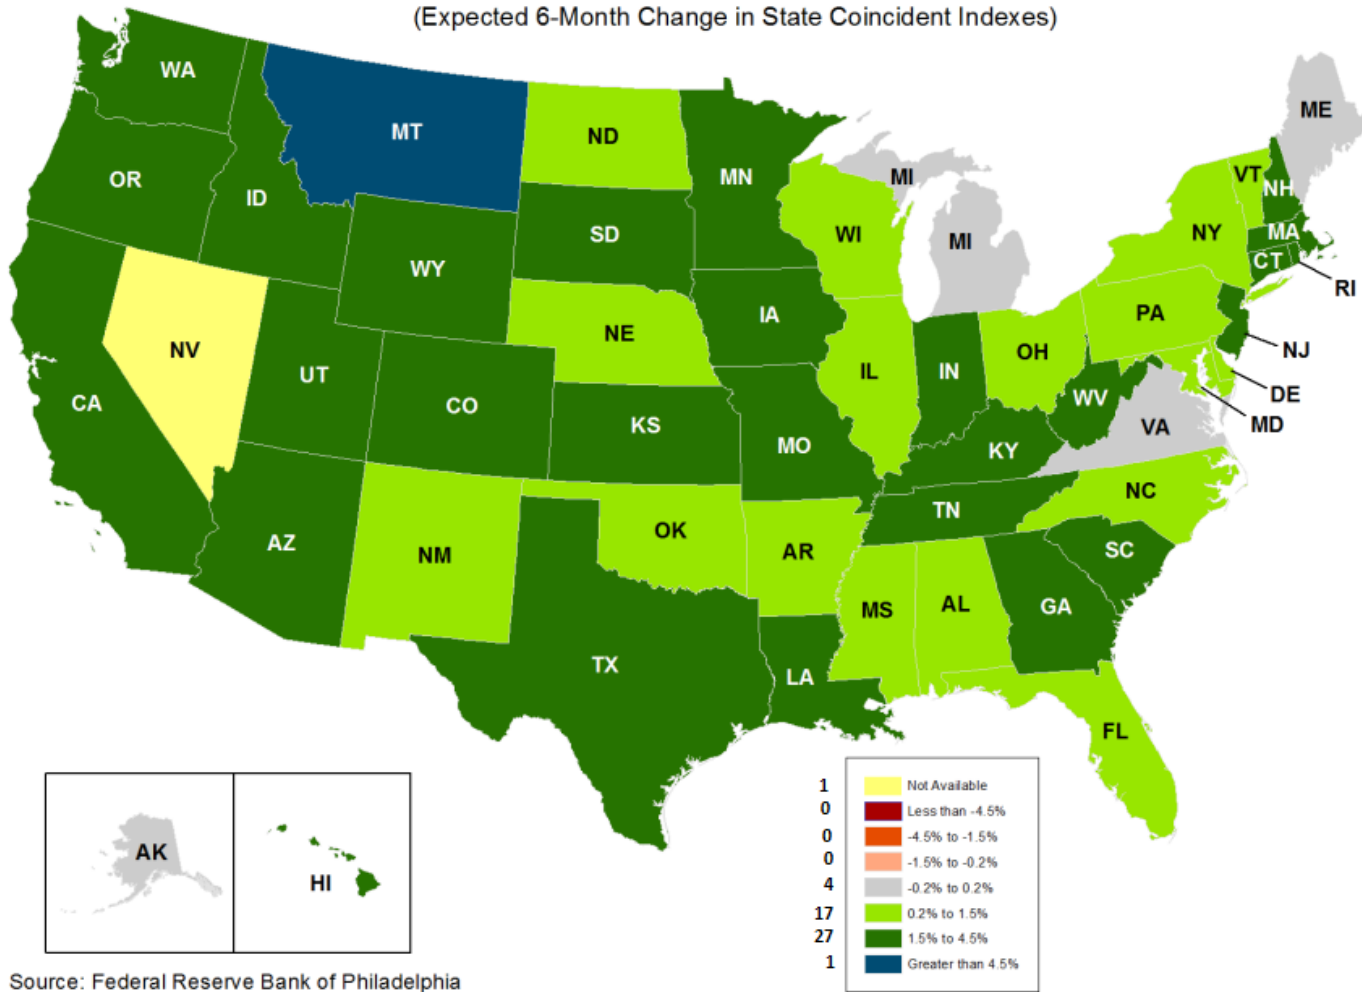 (Expected 6-Month Change in State Coincident Indexes)
WA
MT
ND
MN
ME
OR
ID
SD
WI
MI
MI
VT
NH
NY
MA
CT
RI
WY
IA
NE
PA
NJ
NV
UT
CO
IL
IN
OH
DE
MD
CA
KS
MO
WV
VA
KY
NC
AZ
NM
OK
AR
TN
SC
MS
AL
GA
TX
LA
FL
AK
HI
1 Not Available
0 Less than -4.5%
0 -4.5% to -1.5%
0 -1.5% to -0.2%
4 -0.2% to 0.2%
17 0.2% to 1.5%
27 1.5% to 4.5%
1 Greater than 4.5%
Source: Federal Reserve Bank of Philadelphia